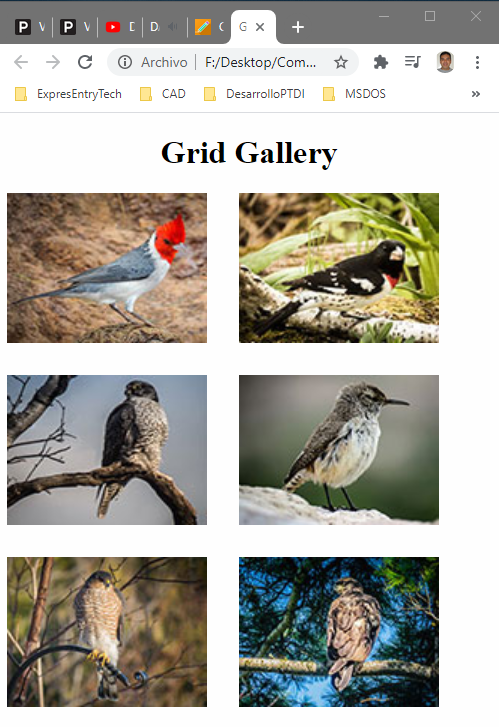 V V D D. C G
Archivo F:/Desktop/Com...
ExpresEntryTech CAD DesarrolloPTDI MSDOS »
Grid Gallery